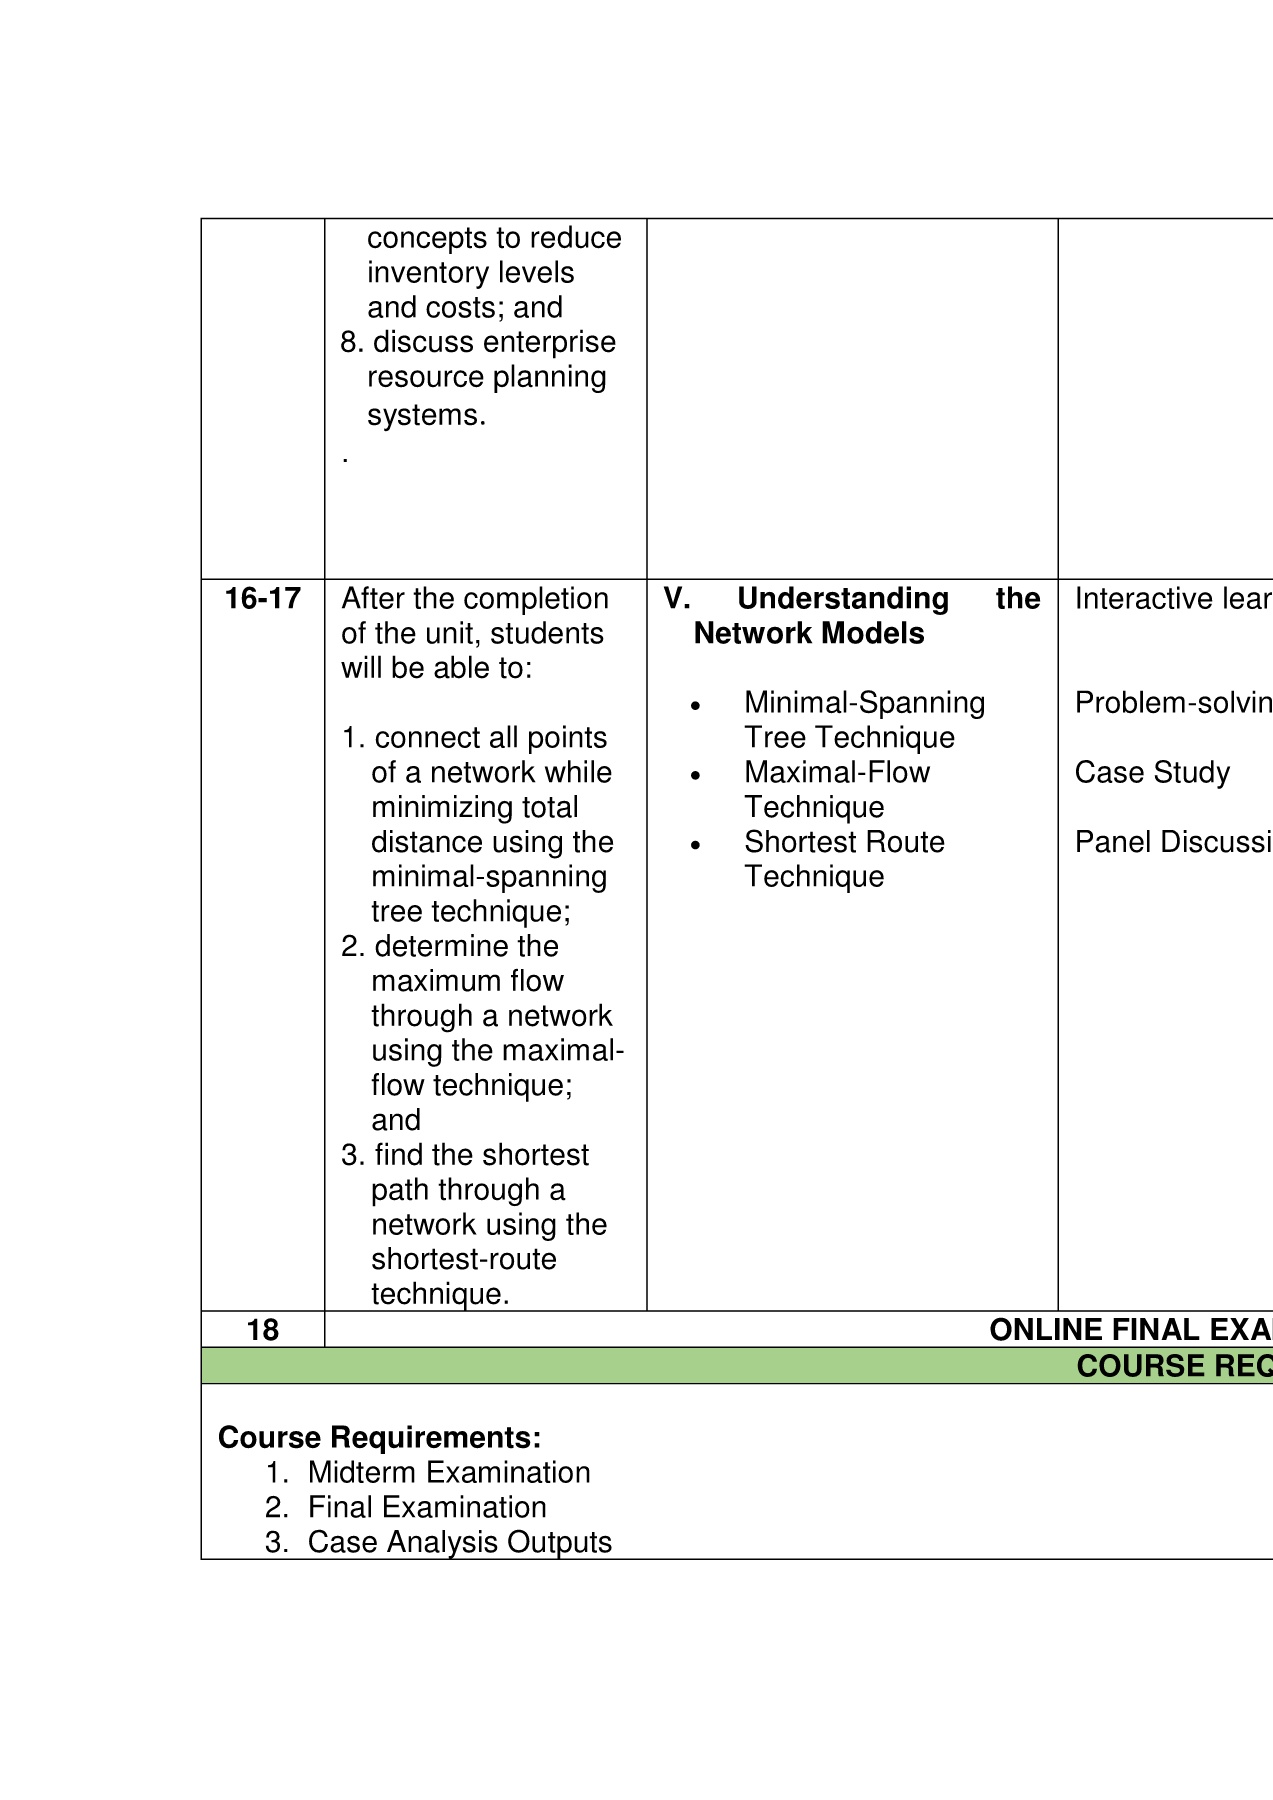 concepts to reduce
inventory levels
and costs; and
8. discuss enterprise
resource planning
systems.
.
16-17
After the completion
of the unit, students
will be able to:
1. connect all points
of a network while
minimizing total
distance using the
minimal-spanning
tree technique;
2. determine the
maximum flow
through a network
using the maximal-
flow technique;
and
3. find the shortest
path through a
network using the
shortest-route
technique.
V. Understanding the
Network Models
• Minimal-Spanning
Tree Technique
• Maximal-Flow
Technique
• Shortest Route
Technique
Interactive lear
Problem-solvin
Case Study
Panel Discussi
18
ONLINE FINAL EXA
COURSE REQ
Course Requirements:
1. Midterm Examination
2. Final Examination
3. Case Analysis Outputs